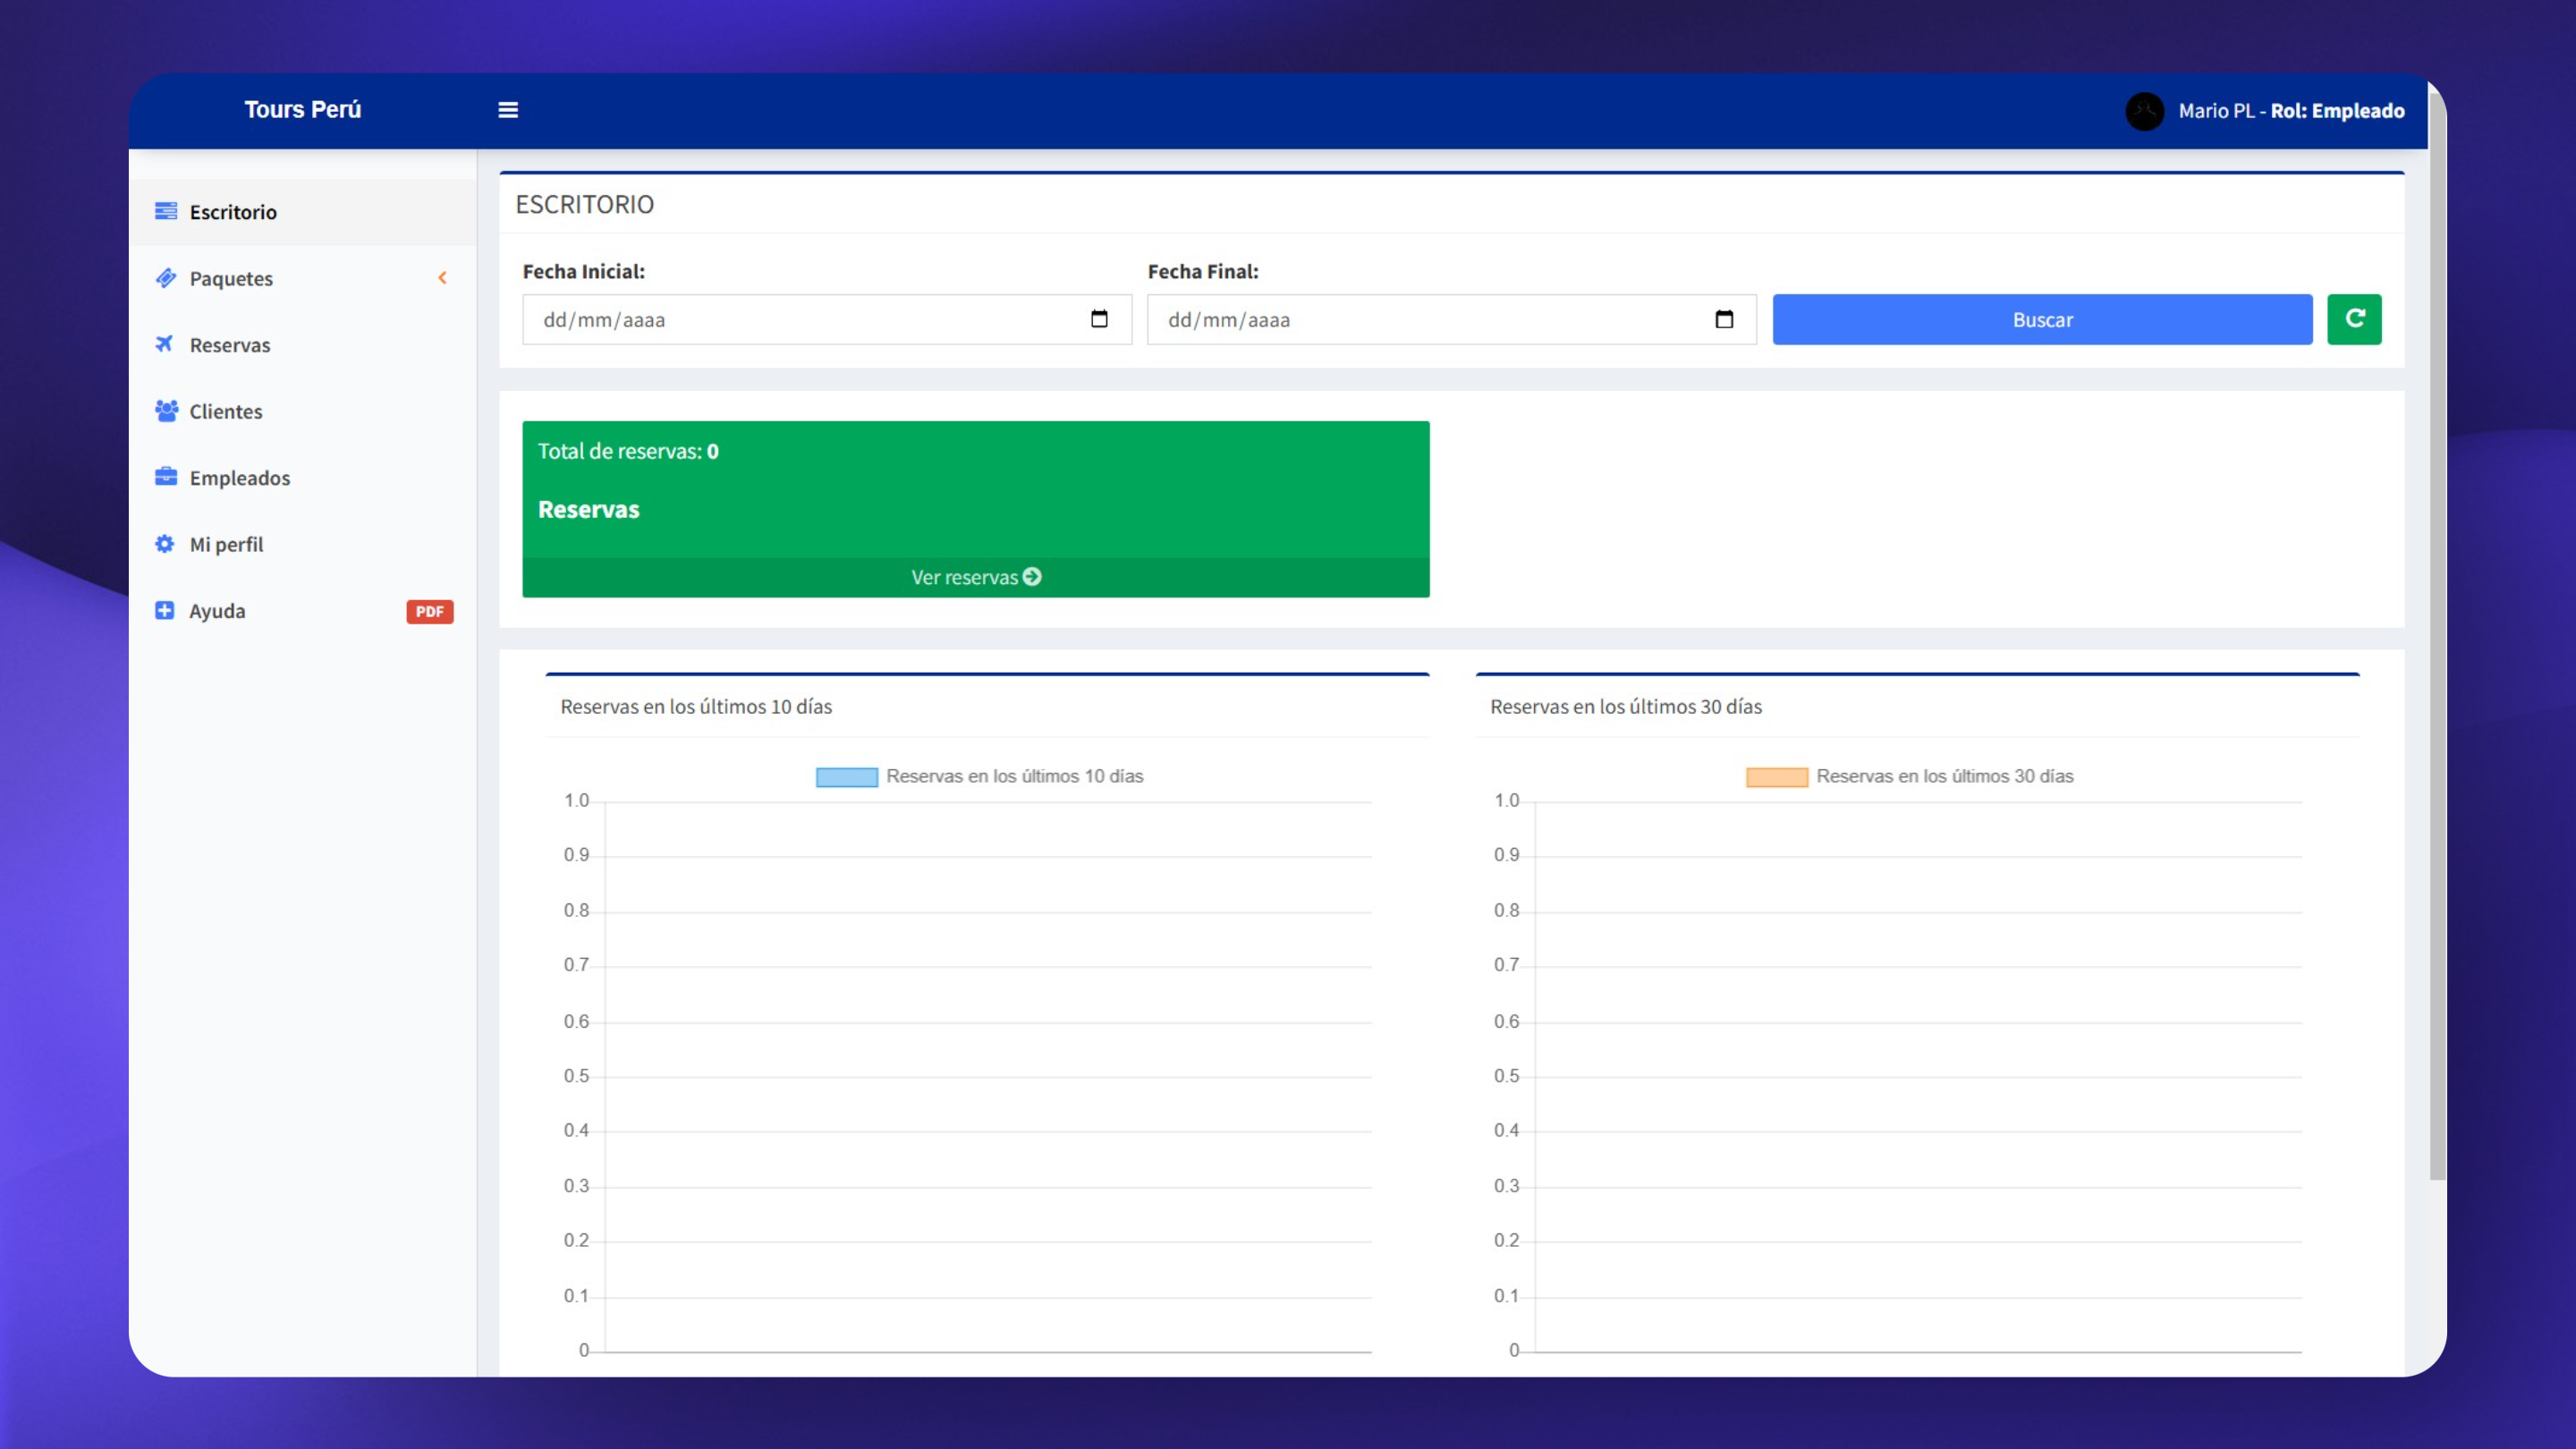 Tours Perú
Mario PL - Rol: Empleado
Escritorio
Paquetes
Reservas
Clientes
Empleados
Mi perfil
Ayuda PDF
ESCRITORIO
Fecha Inicial: Fecha Final:
dd/mm/aaaa dd/mm/aaaa Buscar
Total de reservas: 0
Reservas
Ver reservas
Reservas en los últimos 10 días
Reservas en los últimos 10 días
1.0
0.9
0.8
0.7
0.6
0.5
0.4
0.3
0.2
0.1
0
Reservas en los últimos 30 días
Reservas en los últimos 30 días
1.0
0.9
0.8
0.7
0.6
0.5
0.4
0.3
0.2
0.1
0